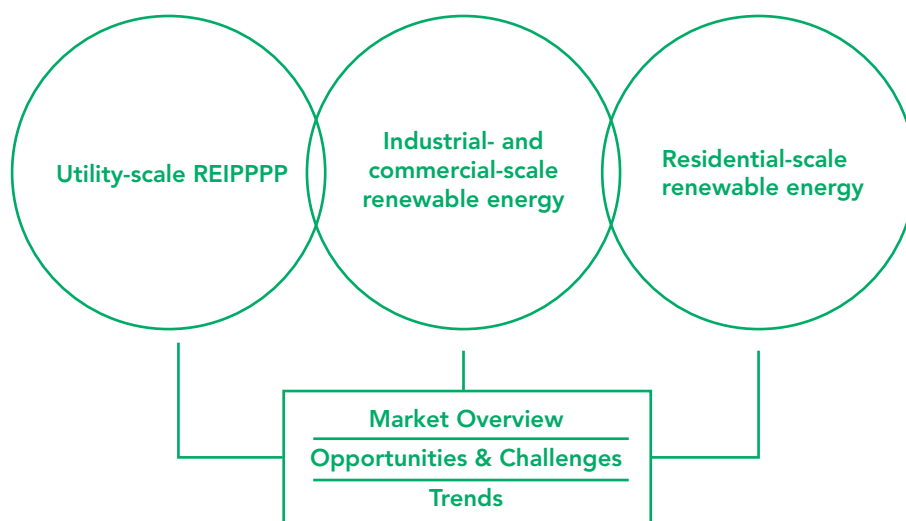 Utility-scale REIPPPP
Industrial- and
commercial-scale
renewable energy
Residential-scale
renewable energy
Market Overview
Opportunities & Challenges
Trends